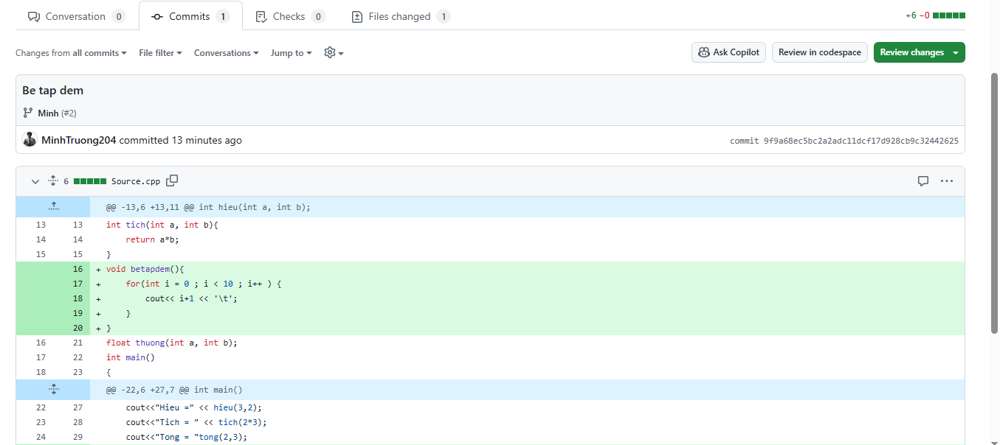 Conversation 0 Commits 1 Checks 0 Files changed 1 +6 −0
Changes from all commits File filter Conversations Jump to Ask Copilot Review in codespace Review changes
Be tap dem
Minh (#2)
MinhTruong204 committed 13 minutes ago commit 9f9a68ec5bc2a2adc11dcf17d928cb9c32442625
6 Source.cpp
@@ -13,6 +13,11 @@ int hieu(int a, int b);
13 13 int tich(int a, int b){
14 14 return a*b;
15 15 }
16 + void betapdem(){
17 + for(int i = 0 ; i < 10 ; i++ ) {
18 + cout<< i+1 << '\t';
19 + }
20 + }
16 21 float thuong(int a, int b);
17 22 int main()
18 23 {
@@ -22,6 +27,7 @@ int main()
22 27 cout<<"Hieu =" << hieu(3,2);
23 28 cout<<"Tich = " << tich(2*3);
24 29 cout<<"Tong = "tong(2,3);